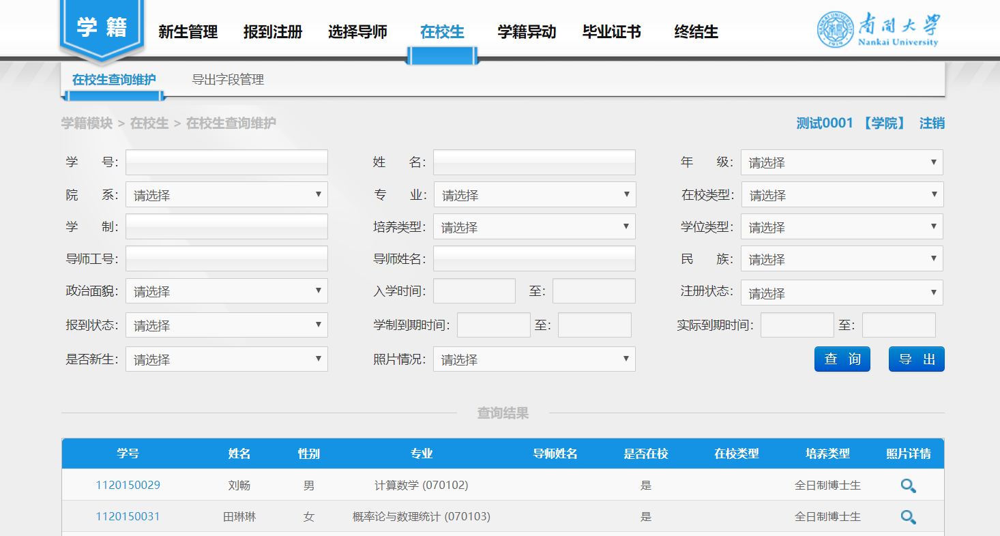 学 籍
新生管理 报到注册 选择导师 在校生 学籍异动 毕业证书 终结生
南开大学
Nankai University
在校生查询维护 导出字段管理
学籍模块 > 在校生 > 在校生查询维护
测试0001 【学院】 注销
学 号： 姓 名： 年 级： 请选择
院 系： 请选择 专 业： 请选择 在校类型： 请选择
学 制： 培养类型： 请选择 学位类型： 请选择
导师工号： 导师姓名： 民 族： 请选择
政治面貌： 请选择 入学时间： 至： 注册状态： 请选择
报到状态： 请选择 学制到期时间： 至： 实际到期时间： 至：
是否新生： 请选择 照片情况： 请选择 查 询 导 出
查询结果
学号 姓名 性别 专业 导师姓名 是否在校 在校类型 培养类型 照片详情
1120150029 刘畅 男 计算数学 (070102) 是 全日制博士生
1120150031 田琳琳 女 概率论与数理统计 (070103) 是 全日制博士生